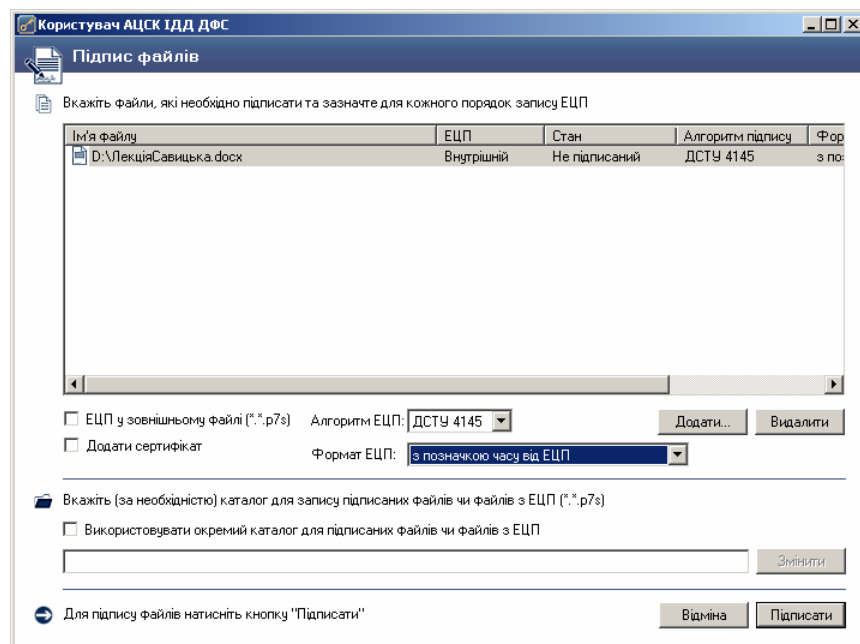 Користувач АЦСК ІДД ДФС
Підпис файлів
Вкажіть файли, які необхідно підписати та зазначте для кожного порядок запису ЕЦП
Ім'я файлу ЕЦП Стан Алгоритм підпису Фор
D:\ЛекціяСавицька.docx Внутрішній Не підписаний ДСТУ 4145 з по
ЕЦП у зовнішньому файлі (*.*.p7s) Алгоритм ЕЦП: ДСТУ 4145 Додати... Видалити
Додати сертифікат
Формат ЕЦП: з позначкою часу від ЕЦП
Вкажіть (за необхідністю) каталог для запису підписаних файлів чи файлів з ЕЦП (*.*.p7s)
Використовувати окремий каталог для підписаних файлів чи файлів з ЕЦП
Змінити
Для підпису файлів натисніть кнопку "Підписати" Відміна Підписати